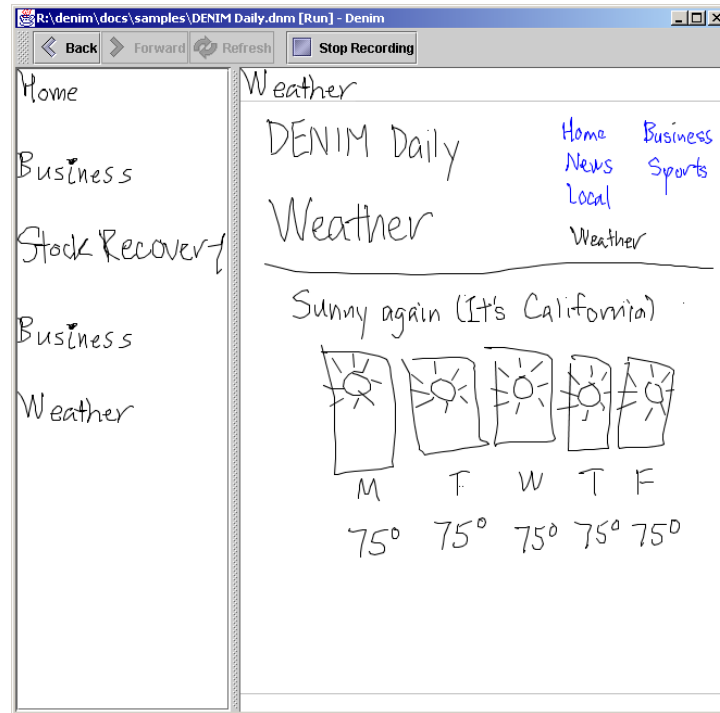 R:\denim\docs\samples\DENIM Daily.dnm [Run] - Denim
Back Forward Refresh Stop Recording
Home
Business
Stock Recovery
Business
Weather
Weather
DENIM Daily
Weather
Home Business
News Sports
Local
Weather
Sunny again (It's California)
M T W T F
75° 75° 75° 75° 75°